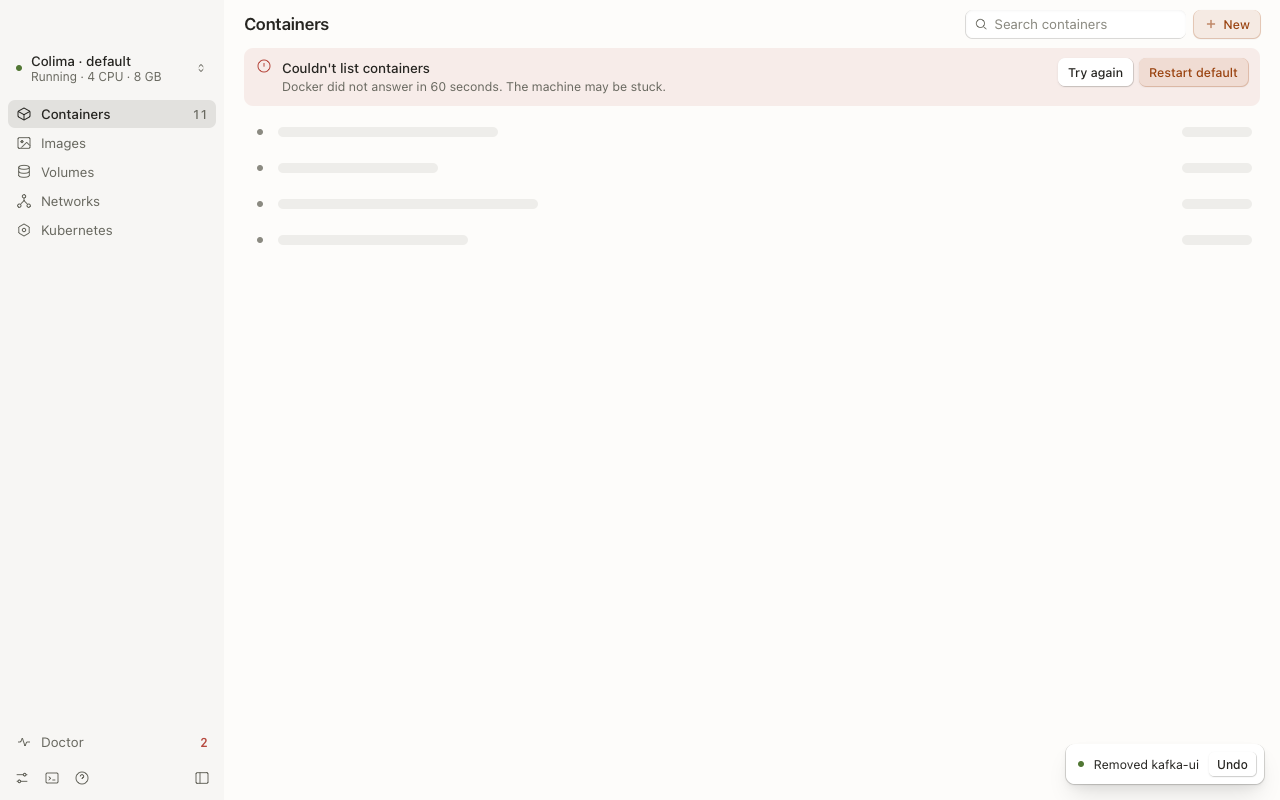 Containers
Search containers
New
Colima · default
Running · 4 CPU · 8 GB
Containers 11
Images
Volumes
Networks
Kubernetes
Couldn't list containers
Docker did not answer in 60 seconds. The machine may be stuck.
Try again
Restart default
Doctor 2
Removed kafka-ui
Undo